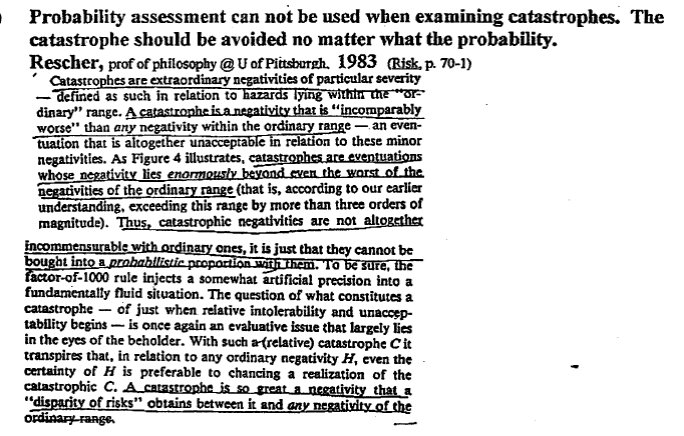 Probability assessment can not be used when examining catastrophes. The
catastrophe should be avoided no matter what the probability.
Rescher, prof of philosophy @ U of Pittsburgh, 1983 (Risk, p. 70-1)
Catastrophes are extraordinary negativities of particular severity
— defined as such in relation to hazards lying within the "or-
dinary" range. A catastrophe is a negativity that is "incomparably
worse" than any negativity within the ordinary range — an even-
tuation that is altogether unacceptable in relation to these minor
negativities. As Figure 4 illustrates, catastrophes are eventuations
whose negativity lies enormously beyond even the worst of the
negativities of the ordinary range (that is, according to our earlier
understanding, exceeding this range by more than three orders of
magnitude). Thus, catastrophic negativities are not altogether
incommensurable with ordinary ones, it is just that they cannot be
bought into a probabilistic proportion with them. To be sure, the
factor-of-1000 rule injects a somewhat artificial precision into a
fundamentally fluid situation. The question of what constitutes a
catastrophe — of just when relative intolerability and unaccep-
tability begins — is once again an evaluative issue that largely lies
in the eyes of the beholder. With such a (relative) catastrophe C it
transpires that, in relation to any ordinary negativity H, even the
certainty of H is preferable to chancing a realization of the
catastrophic C. A catastrophe is so great a negativity that a
"disparity of risks" obtains between it and any negativity of the
ordinary range.